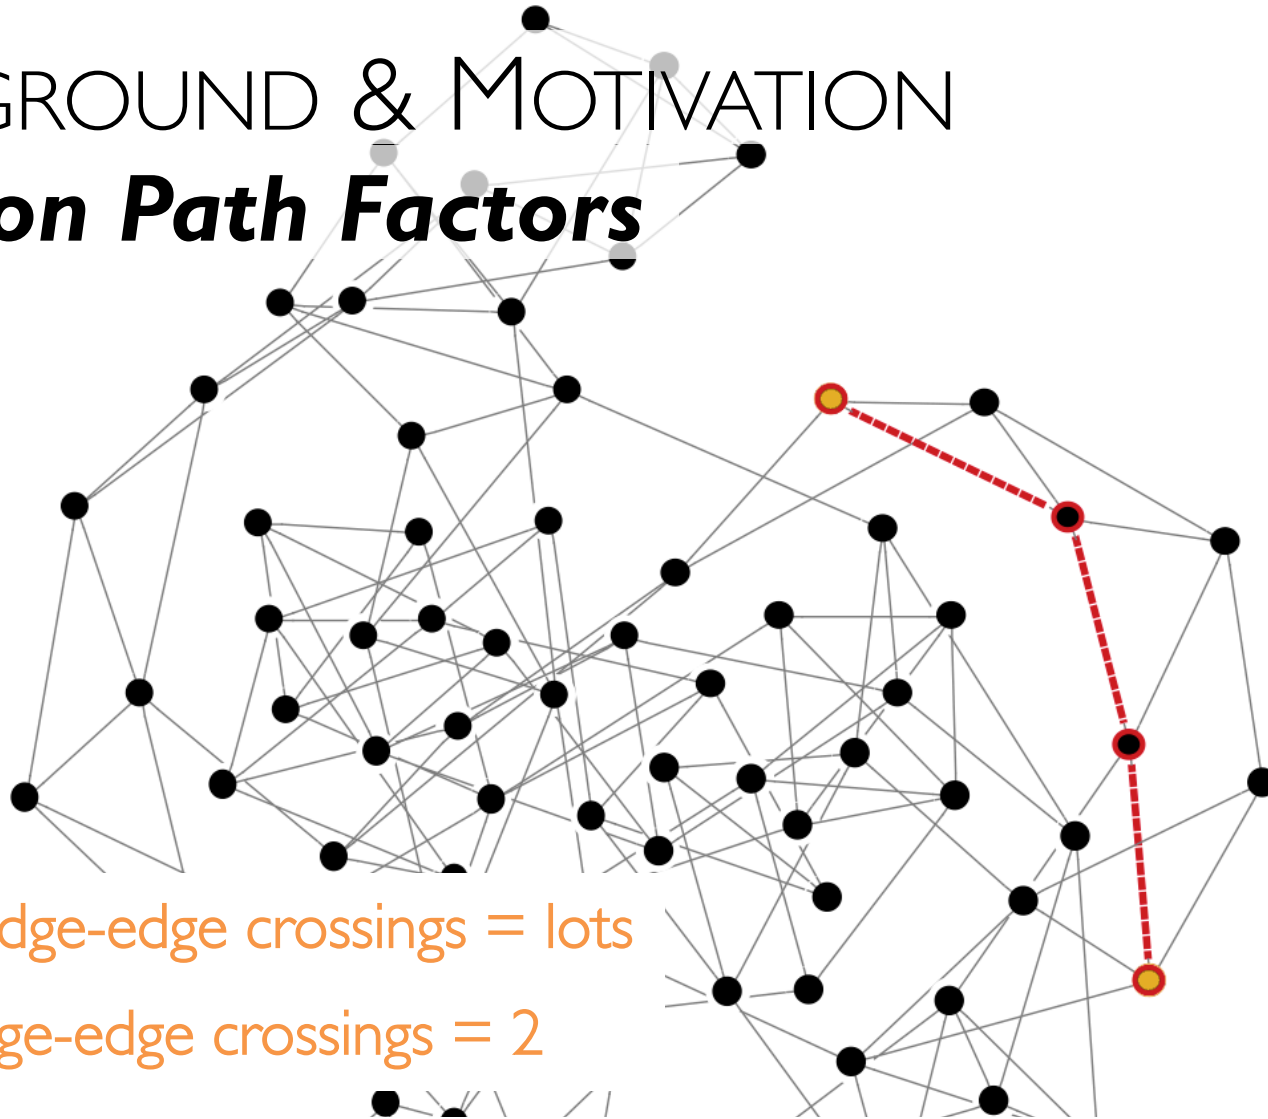 GROUND & MOTIVATION
on Path Factors
dge-edge crossings = lots
ge-edge crossings = 2